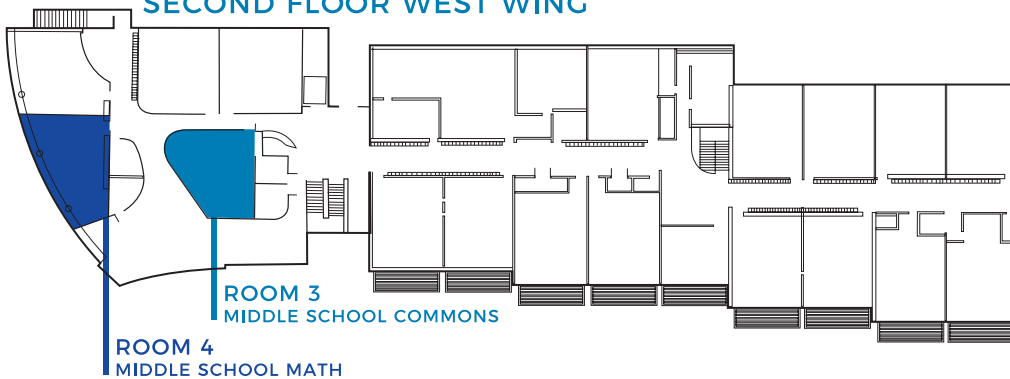 SECOND FLOOR WEST WING
ROOM 3
MIDDLE SCHOOL COMMONS
ROOM 4
MIDDLE SCHOOL MATH